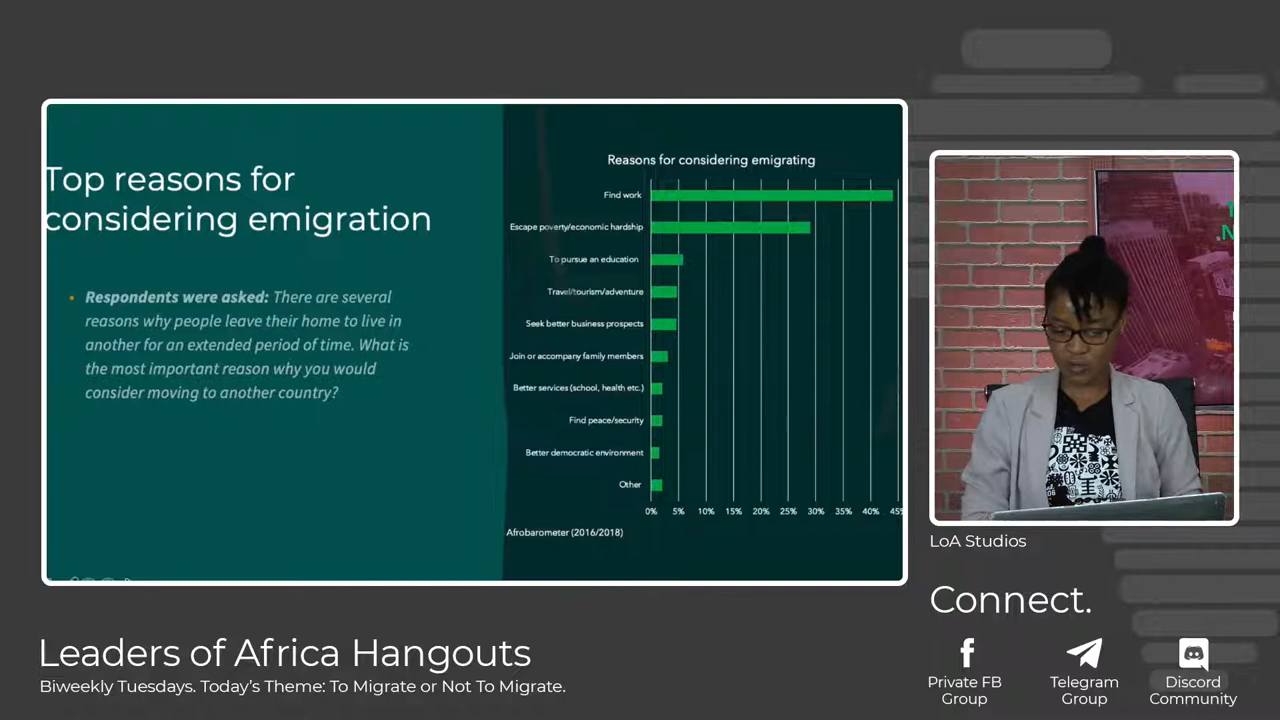 Top reasons for
considering emigration
• Respondents were asked: There are several
reasons why people leave their home to live in
another for an extended period of time. What is
the most important reason why you would
consider moving to another country?
Reasons for considering emigrating
Find work
Escape poverty/economic hardship
To pursue an education
Travel/tourism/adventure
Seek better business prospects
Join or accompany family members
Better services (school, health etc.)
Find peace/security
Better democratic environment
Other
0% 5% 10% 15% 20% 25% 30% 35% 40% 45%
Afrobarometer (2016/2018)
LoA Studios
Connect.
Private FB
Group
Telegram
Group
Discord
Community
Leaders of Africa Hangouts
Biweekly Tuesdays. Today's Theme: To Migrate or Not To Migrate.